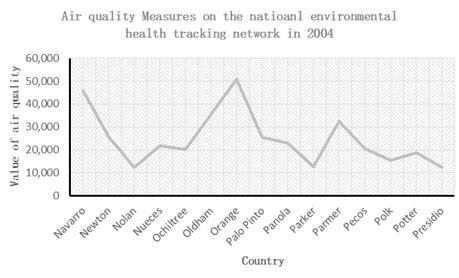 Air quality Measures on the natioanl environmental
health tracking network in 2004
Value of air quality
60,000
50,000
40,000
30,000
20,000
10,000
0
Navarro
Newton
Nolan
Nueces
Ochiltree
Oldham
Orange
Palo Pinto
Panola
Parker
Parmer
Pecos
Polk
Potter
Presidio
Country